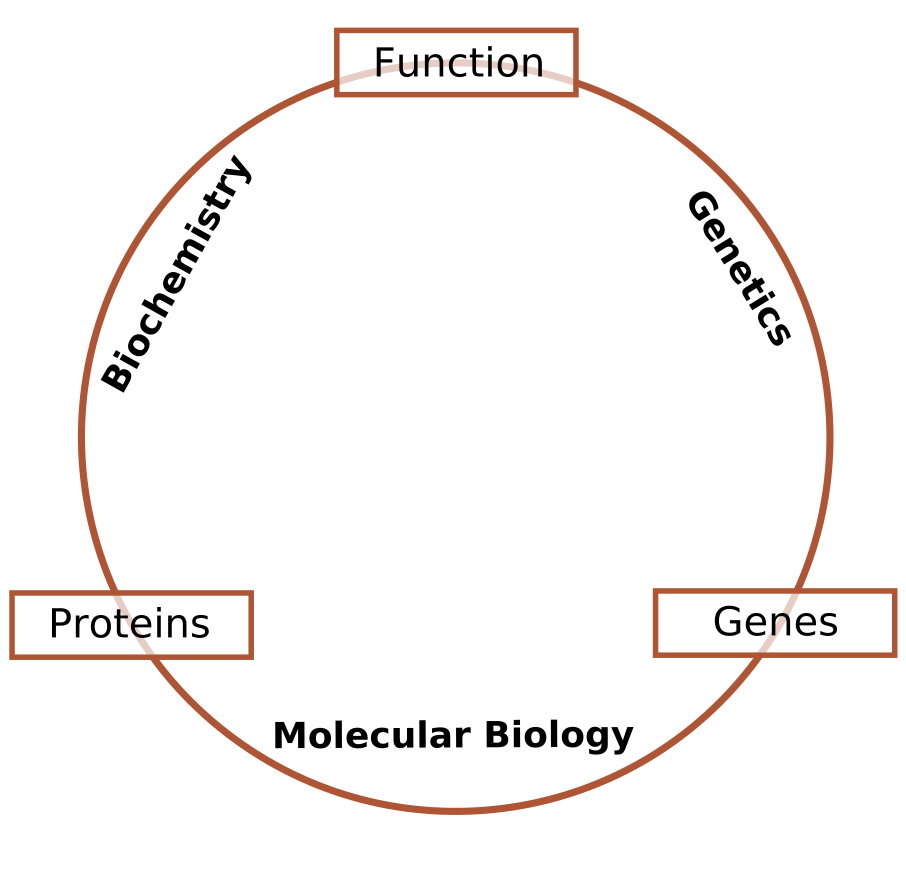 Function
Biochemistry
Genetics
Proteins
Genes
Molecular Biology